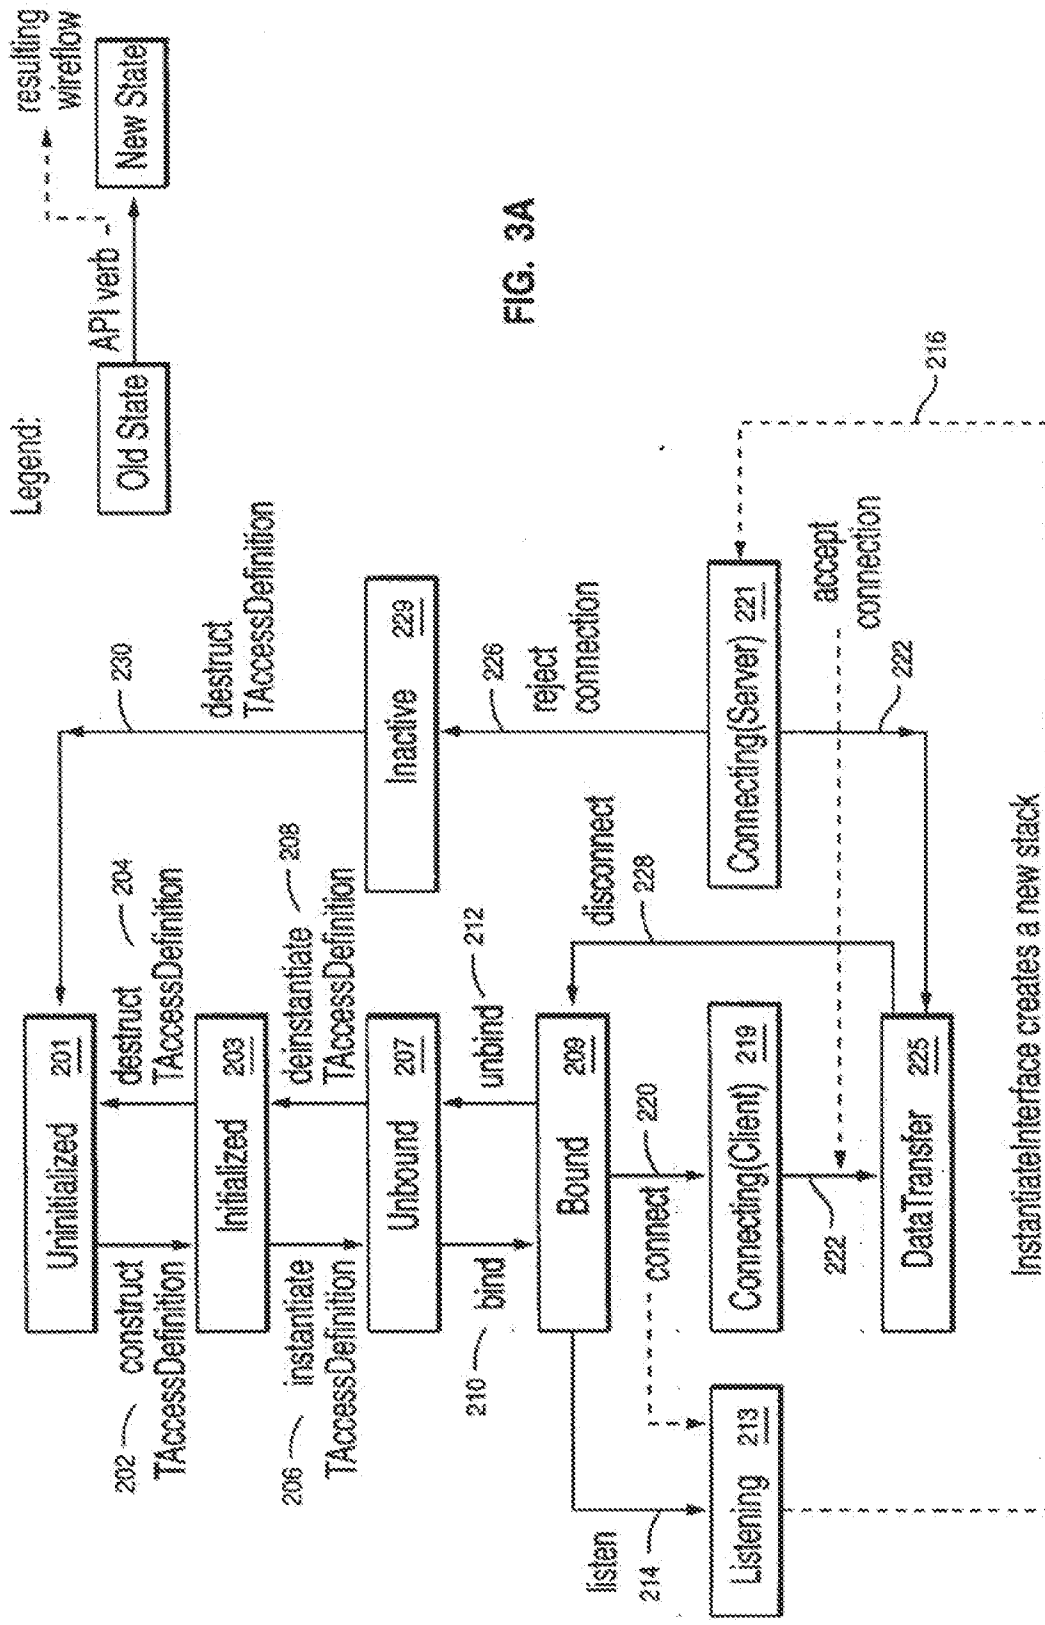 Legend:
Old State
API verb
New State
resulting
wireflow
FIG. 3A
Uninitialized 201
202
construct
TAccessDefinition
destruct
TAccessDefinition
204
230
destruct
TAccessDefinition
Initialized 203
206
instantiate
TAccessDefinition
deinstantiate
TAccessDefinition
208
Unbound 207
Inactive 229
210
bind
unbind
212
226
reject
connection
Bound 209
listen
214
connect
220
disconnect
228
Listening 213
Connecting(Client) 219
Connecting(Server) 221
222
accept
connection
222
216
DataTransfer 225
InstantiateInterface creates a new stack